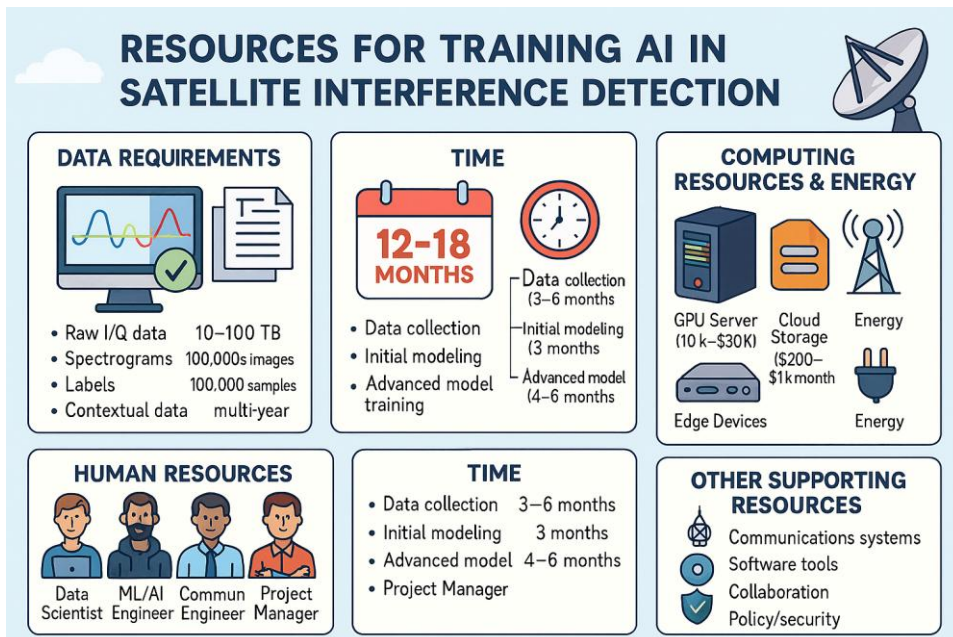 RESOURCES FOR TRAINING AI IN
SATELLITE INTERFERENCE DETECTION
DATA REQUIREMENTS
• Raw I/Q data 10–100 TB
• Spectrograms 100,000s images
• Labels 100.000 samples
• Contextual data multi-year
TIME
12-18
MONTHS
• Data collection
• Initial modeling
• Advanced model
training
Data collection
(3–6 months
Initial modeling
(3 months
Advanced model
(4–6 months
COMPUTING
RESOURCES & ENERGY
GPU Server
(10 k–$30K)
Cloud
Storage
($200–
$1k month
Energy
Edge Devices
Energy
HUMAN RESOURCES
Data
Scientist
ML/AI
Engineer
Commun
Engineer
Project
Manager
TIME
• Data collection 3–6 months
• Initial modeling 3 months
• Advanced model 4–6 months
• Project Manager
OTHER SUPPORTING
RESOURCES
Communications systems
Software tools
Collaboration
Policy/security